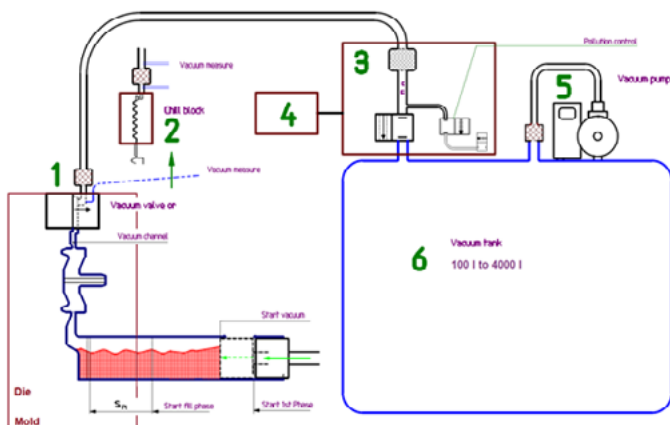 Vacuum measure
Chill block
2
1
Vacuum measure
Vacuum valve or
Vacuum channel
3
4
Pollution control
5
Vacuum pump
6
Vacuum tank
100 l to 4000 l
Start vacuum
Start fill phase
Start 1st Phase
Die
Mold